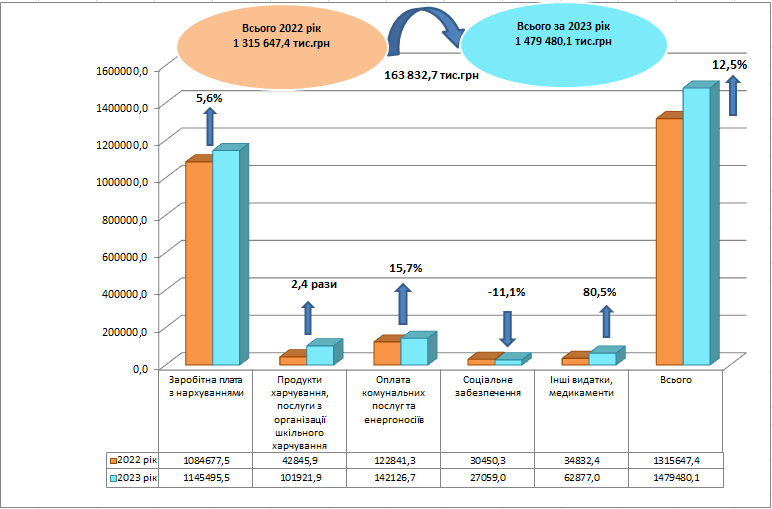 Всього 2022 рік
1 315 647,4 тис.грн
Всього за 2023 рік
1 479 480,1 тис.грн
163 832,7 тис.грн
12,5%
5,6%
2,4 рази
15,7%
-11,1%
80,5%
1600000,0
1400000,0
1200000,0
1000000,0
800000,0
600000,0
400000,0
200000,0
0,0
Заробітна плата
з нархуваннями
Продукти
харчування,
послуги з
організації
шкільного
харчування
Оплата
комунальних
послуг та
енергоносіїв
Соціальне
забезпечення
Інші видатки,
медикаменти
Всього
2022 рік 1084677,5 42845,9 122841,3 30450,3 34832,4 1315647,4
2023 рік 1145495,5 101921,9 142126,7 27059,0 62877,0 1479480,1